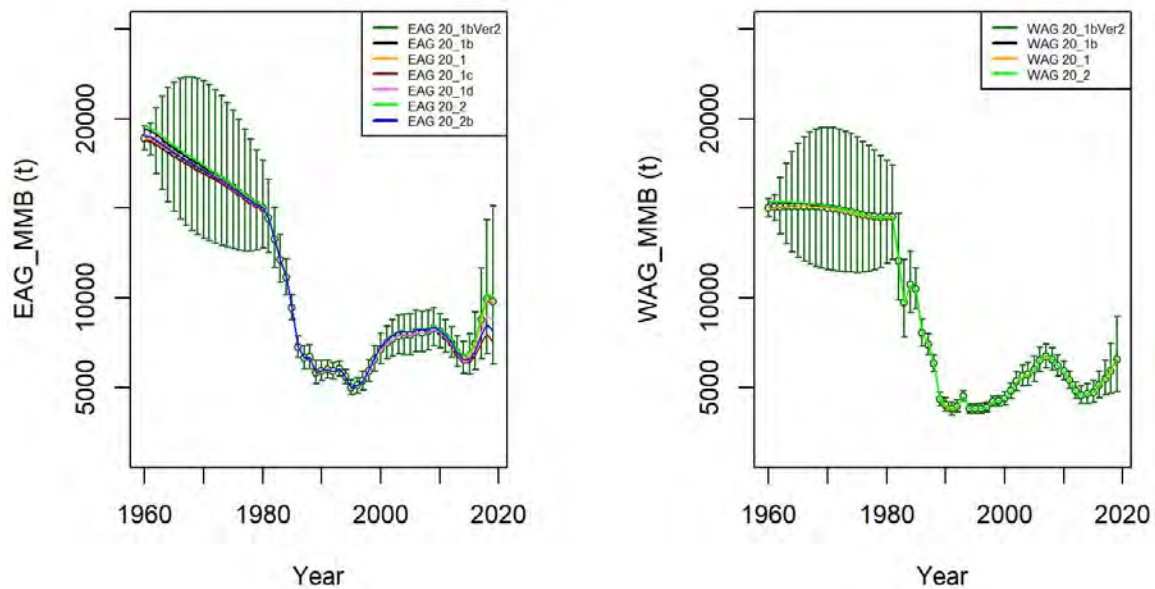 EAG 20_1bVer2
EAG 20_1b
EAG 20_1
EAG 20_1c
EAG 20_1d
EAG 20_2
EAG 20_2b
EAG_MMB (t)
20000
10000
5000
1960
1980
2000
2020
Year
WAG 20_1bVer2
WAG 20_1b
WAG 20_1
WAG 20_2
WAG_MMB (t)
20000
10000
5000
1960
1980
2000
2020
Year